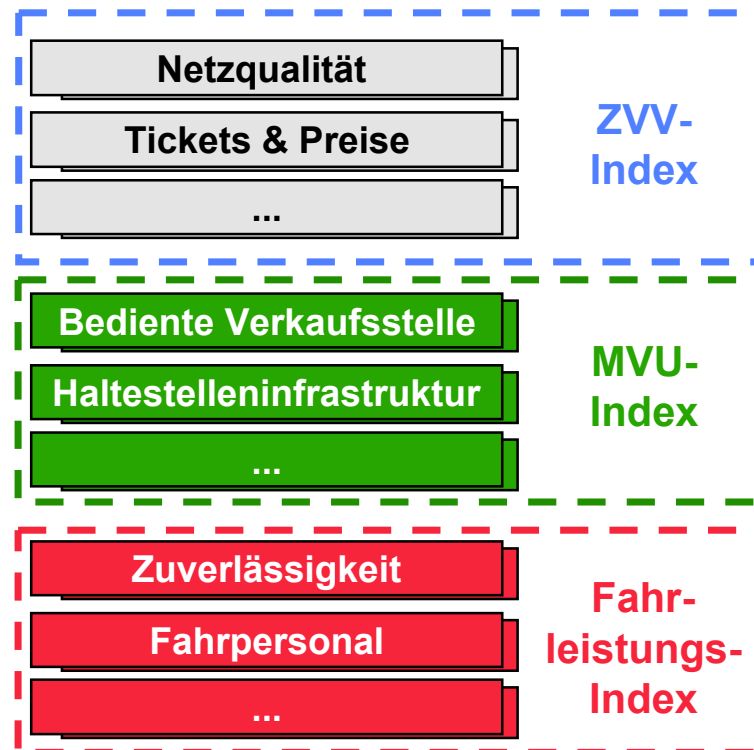 Netzqualität
Tickets & Preise
...
ZVV-
Index
Bediente Verkaufsstelle
Haltestelleninfrastruktur
...
MVU-
Index
Zuverlässigkeit
Fahrpersonal
...
Fahr-
leistungs-
Index